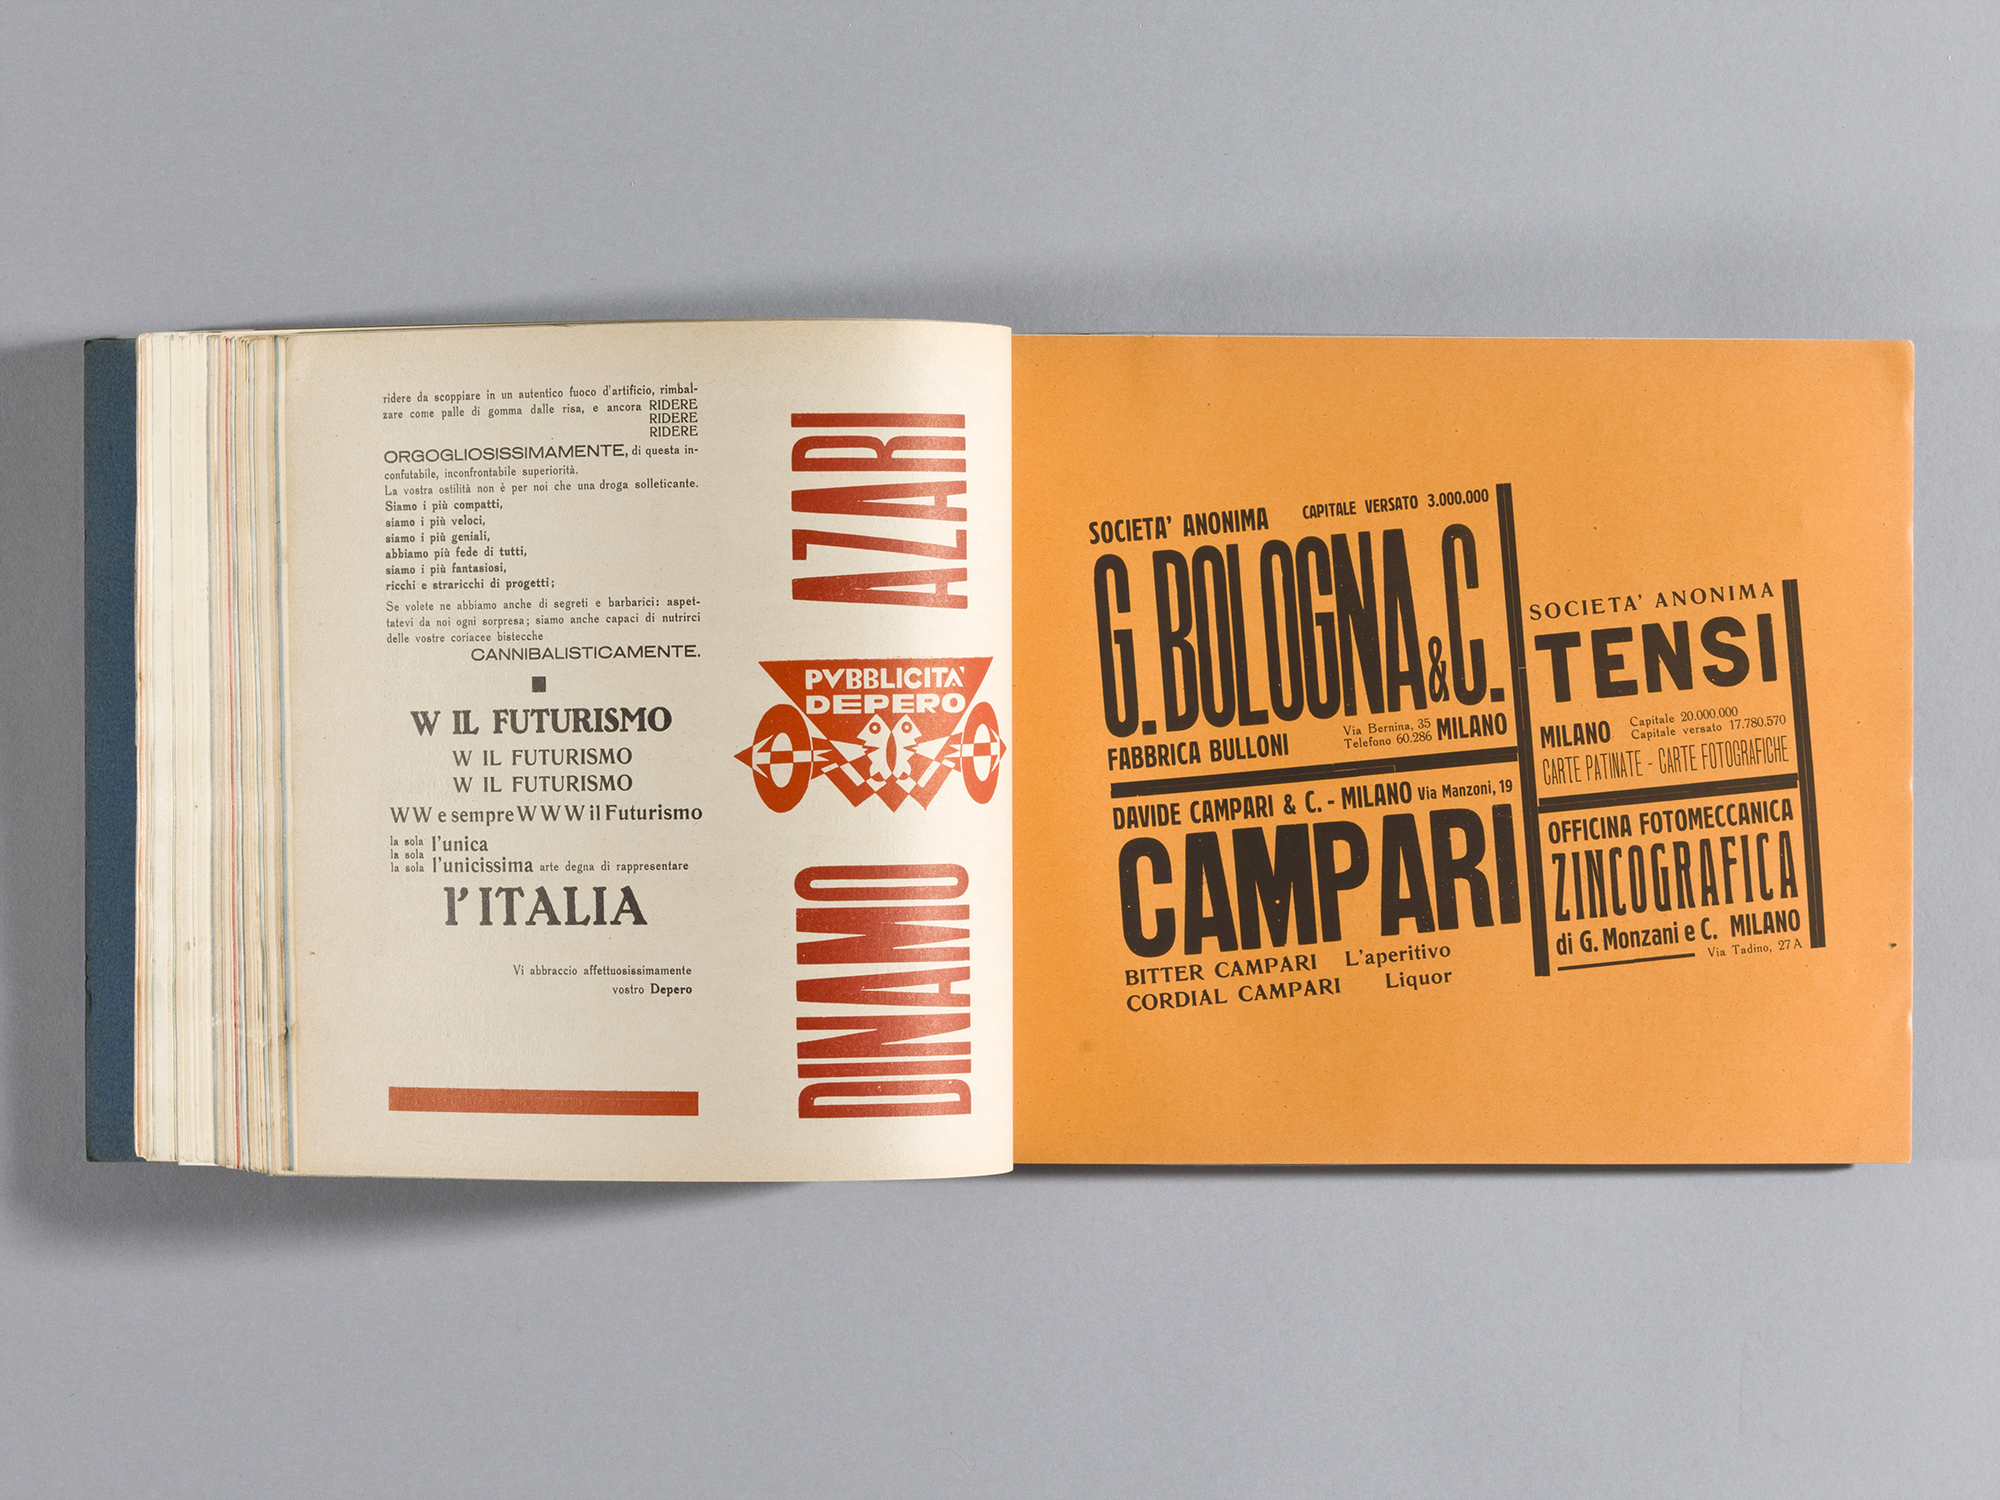 ridere da scoppiare in un autentico fuoco d'artificio, rimbal-
zare come palle di gomma dalle risa, e ancora RIDERE
RIDERE
RIDERE
ORGOGLIOSISSIMAMENTE, di questa in-
confutabile, inconfrontabile superiorità.
La vostra ostilità non è per noi che una droga solleticante.
Siamo i più compatti,
siamo i più veloci,
siamo i più geniali,
abbiamo più fede di tutti,
siamo i più fantasiosi,
ricchi e straricchi di progetti;
Se volete ne abbiamo anche di segreti e barbarici: aspet-
tatevi da noi ogni sorpresa; siamo anche capaci di nutrirci
delle vostre coriacee bistecche
CANNIBALISTICAMENTE.
W IL FUTURISMO
W IL FUTURISMO
W IL FUTURISMO
W W e sempre W W W il Futurismo
la sola l'unica
la sola
la sola l'unicissima arte degna di rappresentare
l'ITALIA
Vi abbraccio affettuosissimamente
vostro Depero
DINAMO AZARI
PVBBLICITA'
DEPERO
SOCIETA' ANONIMA CAPITALE VERSATO 3.000.000
G. BOLOGNA & C.
FABBRICA BULLONI Via Bernina, 35 MILANO
Telefono 60.286
DAVIDE CAMPARI & C. - MILANO Via Manzoni, 19
CAMPARI
BITTER CAMPARI L'aperitivo
CORDIAL CAMPARI Liquor
SOCIETA' ANONIMA
TENSI
MILANO Capitale 20.000.000
Capitale versato 17.780.570
CARTE PATINATE - CARTE FOTOGRAFICHE
OFFICINA FOTOMECCANICA
ZINCOGRAFICA
di G. Monzani e C. MILANO
Via Tadino, 27 A